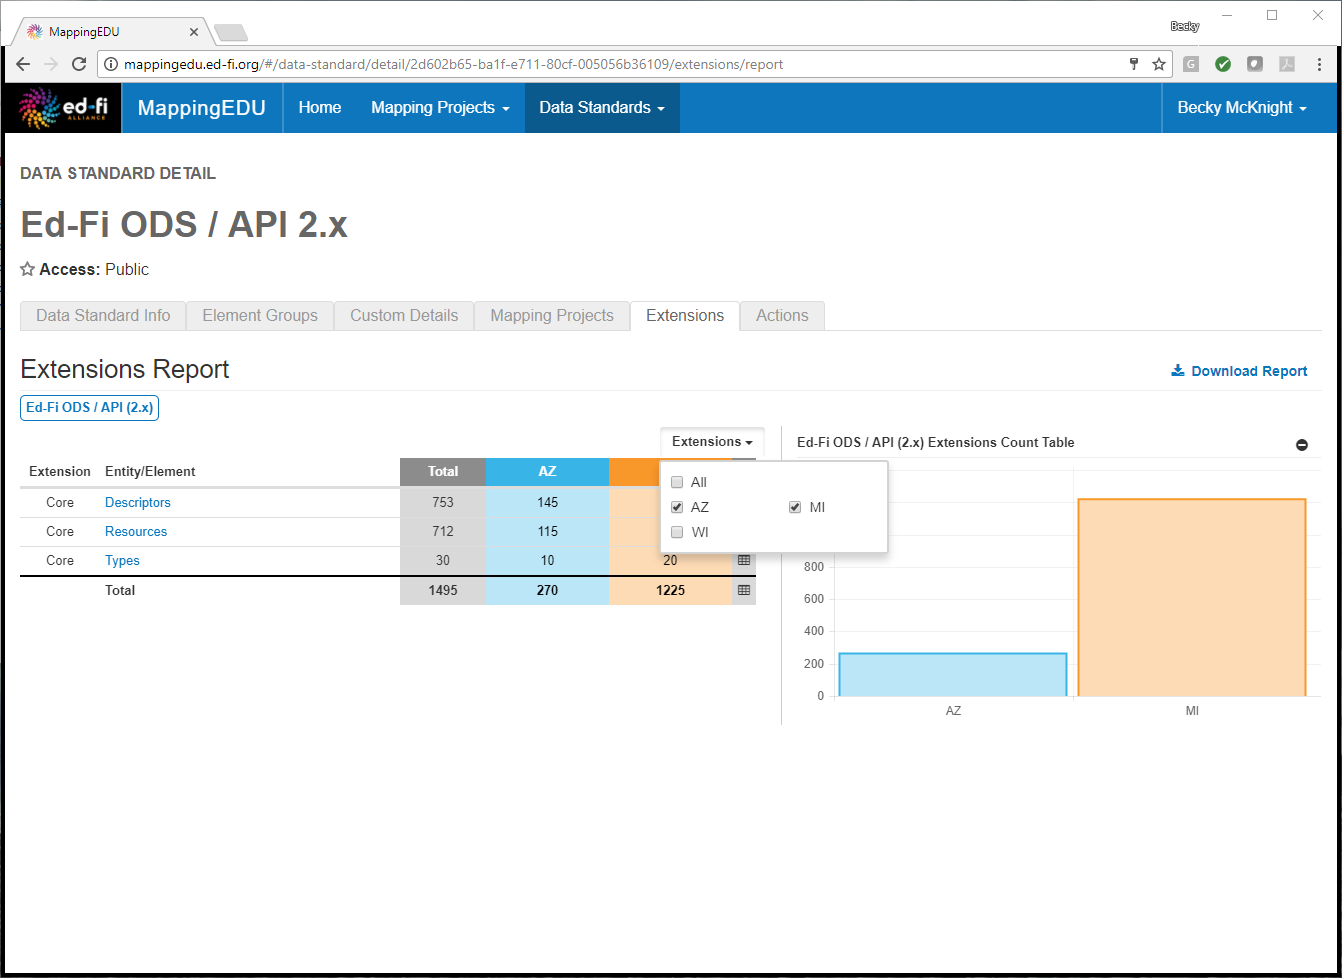 MappingEDU
Becky
mappingedu.ed-fi.org/#/data-standard/detail/2d602b65-ba1f-e711-80cf-005056b36109/extensions/report
ed-fi
ALLIANCE
MappingEDU Home Mapping Projects Data Standards Becky McKnight
DATA STANDARD DETAIL
Ed-Fi ODS / API 2.x
Access: Public
Data Standard Info Element Groups Custom Details Mapping Projects Extensions Actions
Extensions Report
Download Report
Ed-Fi ODS / API (2.x)
Extensions
Ed-Fi ODS / API (2.x) Extensions Count Table
Extension Entity/Element Total AZ
All
Core Descriptors 753 145
AZ MI
Core Resources 712 115
WI
Core Types 30 10 20
Total 1495 270 1225
800
600
400
200
0
AZ MI